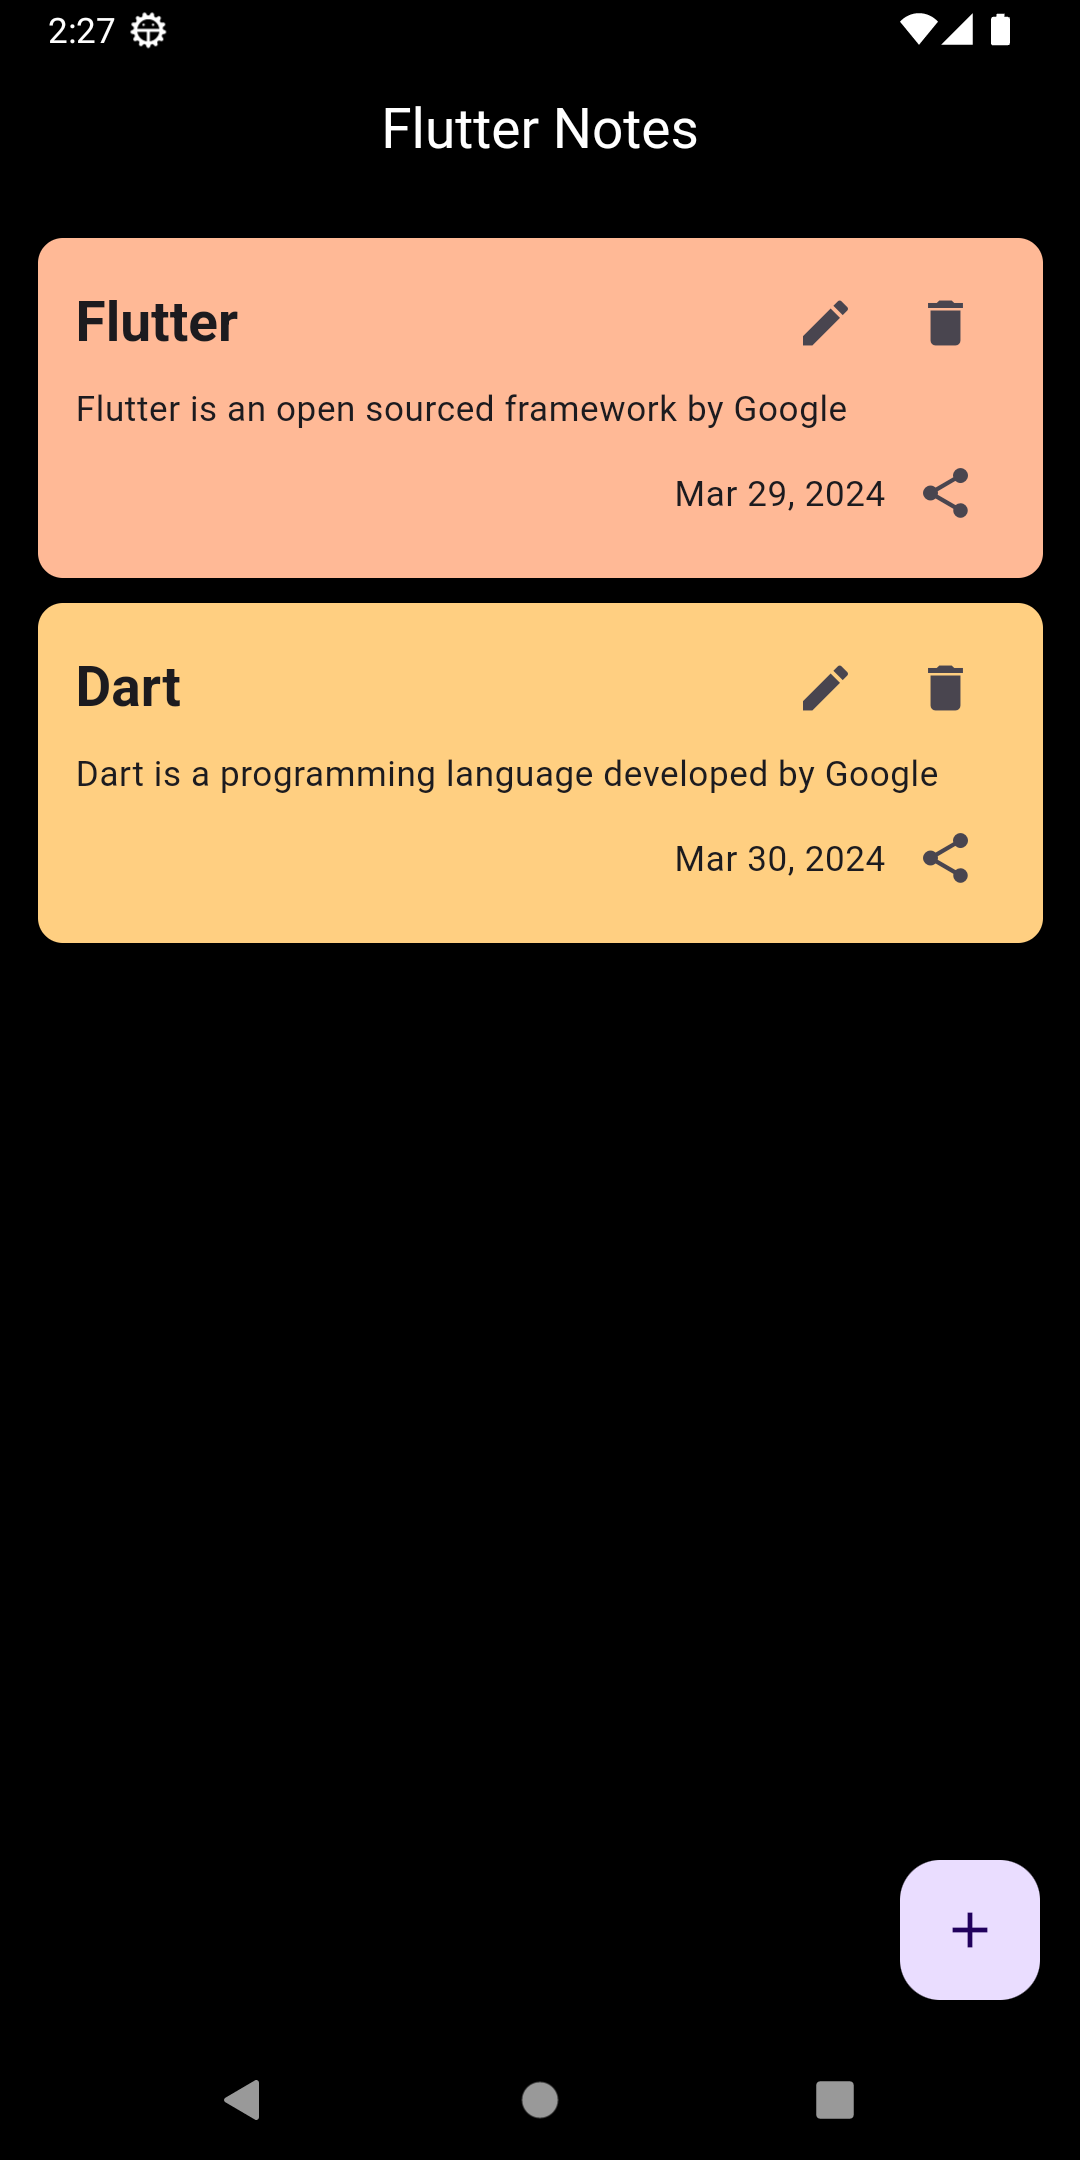 2:27
Flutter Notes
Flutter
Flutter is an open sourced framework by Google
Mar 29, 2024
Dart
Dart is a programming language developed by Google
Mar 30, 2024